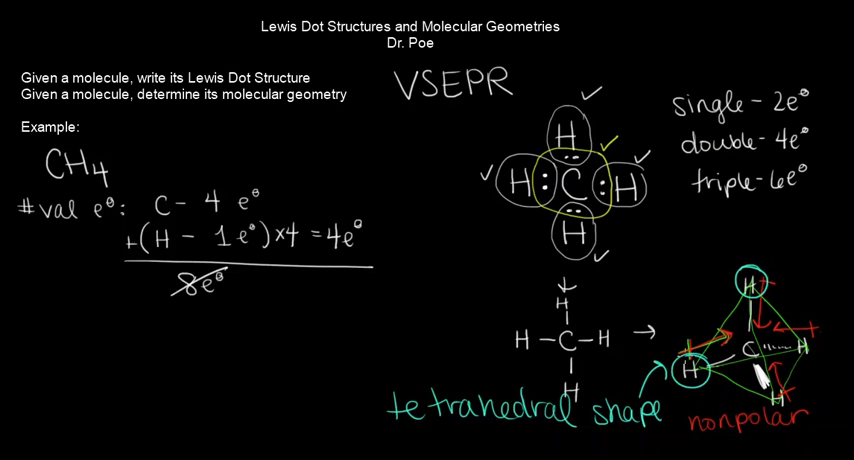 Lewis Dot Structures and Molecular Geometries
Dr. Poe
Given a molecule, write its Lewis Dot Structure
Given a molecule, determine its molecular geometry
Example:
CH4
#val e⊖: C - 4 e⊖
+(H - 1e⊖)×4 = 4e⊖
8e⊖
VSEPR
H
H : C : H
H
single - 2e⊖
double - 4e⊖
triple - 6e⊖
H
H - C - H
H
→
H
C H
H
H
tetrahedral shape
nonpolar